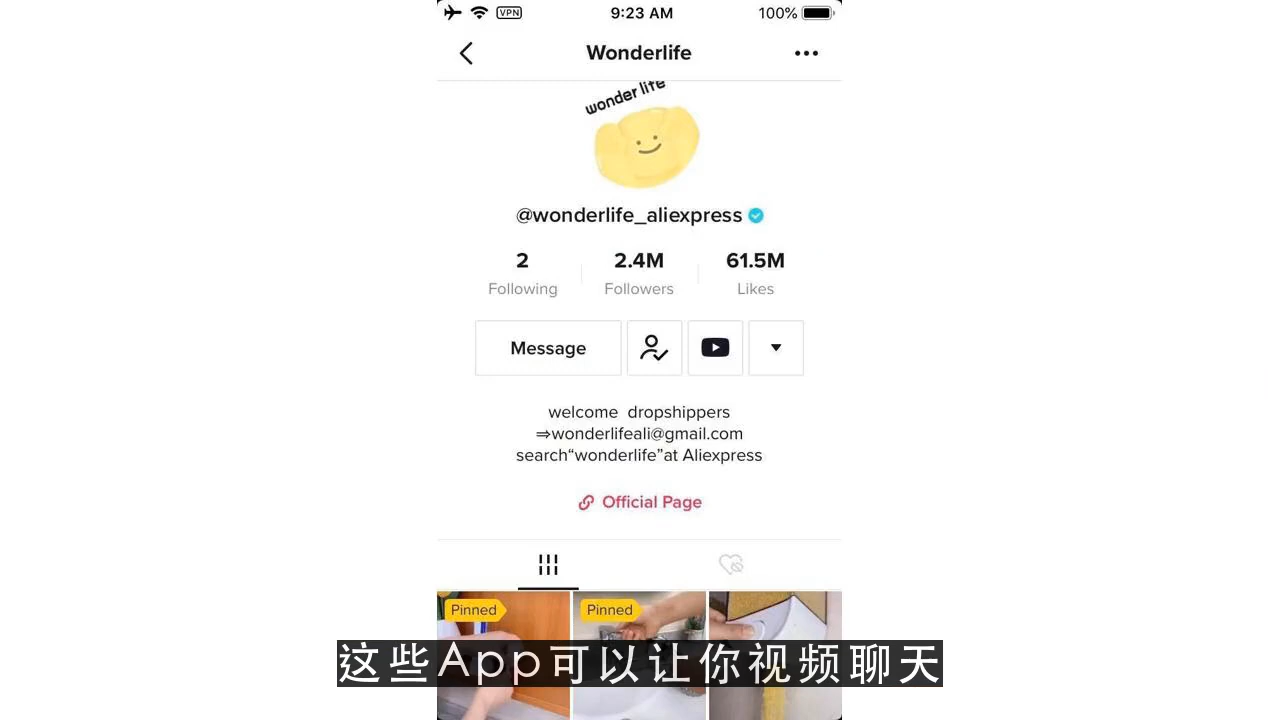 VPN
9:23 AM
100%
Wonderlife
wonder life
@wonderlife_aliexpress
2
2.4M
61.5M
Following
Followers
Likes
Message
welcome dropshippers
⇒wonderlifeali@gmail.com
search“wonderlife”at Aliexpress
Official Page
Pinned
Pinned
这些App可以让你视频聊天